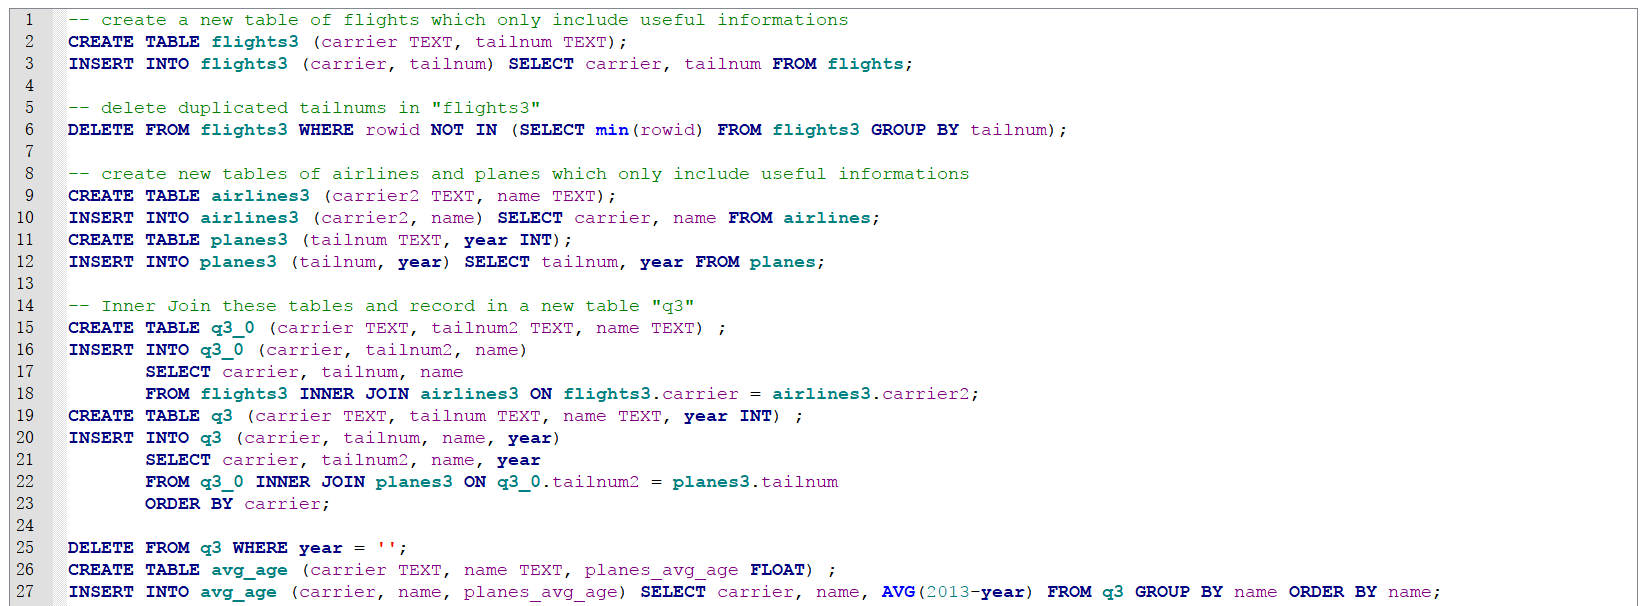 1 -- create a new table of flights which only include useful informations
2 CREATE TABLE flights3 (carrier TEXT, tailnum TEXT);
3 INSERT INTO flights3 (carrier, tailnum) SELECT carrier, tailnum FROM flights;
4
5 -- delete duplicated tailnums in "flights3"
6 DELETE FROM flights3 WHERE rowid NOT IN (SELECT min(rowid) FROM flights3 GROUP BY tailnum);
7
8 -- create new tables of airlines and planes which only include useful informations
9 CREATE TABLE airlines3 (carrier2 TEXT, name TEXT);
10 INSERT INTO airlines3 (carrier2, name) SELECT carrier, name FROM airlines;
11 CREATE TABLE planes3 (tailnum TEXT, year INT);
12 INSERT INTO planes3 (tailnum, year) SELECT tailnum, year FROM planes;
13
14 -- Inner Join these tables and record in a new table "q3"
15 CREATE TABLE q3_0 (carrier TEXT, tailnum2 TEXT, name TEXT) ;
16 INSERT INTO q3_0 (carrier, tailnum2, name)
17 SELECT carrier, tailnum, name
18 FROM flights3 INNER JOIN airlines3 ON flights3.carrier = airlines3.carrier2;
19 CREATE TABLE q3 (carrier TEXT, tailnum TEXT, name TEXT, year INT) ;
20 INSERT INTO q3 (carrier, tailnum, name, year)
21 SELECT carrier, tailnum2, name, year
22 FROM q3_0 INNER JOIN planes3 ON q3_0.tailnum2 = planes3.tailnum
23 ORDER BY carrier;
24
25 DELETE FROM q3 WHERE year = '';
26 CREATE TABLE avg_age (carrier TEXT, name TEXT, planes_avg_age FLOAT) ;
27 INSERT INTO avg_age (carrier, name, planes_avg_age) SELECT carrier, name, AVG(2013-year) FROM q3 GROUP BY name ORDER BY name;